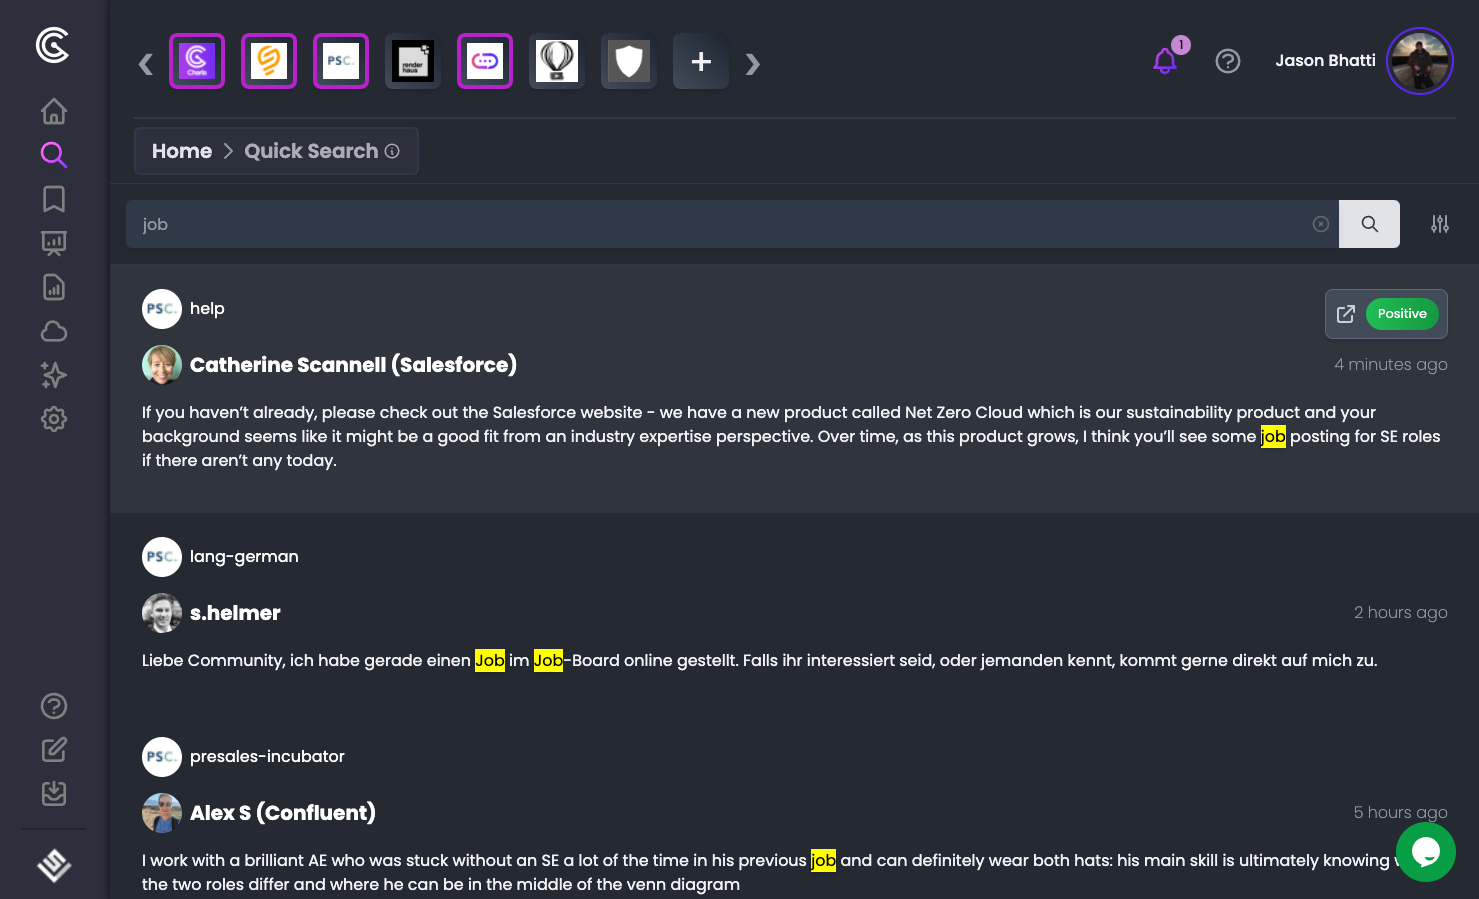 Charla
PSC.
render
haus
1
Jason Bhatti
Home
Quick Search
job
PSC.
help
Positive
Catherine Scannell (Salesforce)
4 minutes ago
If you haven’t already, please check out the Salesforce website - we have a new product called Net Zero Cloud which is our sustainability product and your
background seems like it might be a good fit from an industry expertise perspective. Over time, as this product grows, I think you’ll see some job posting for SE roles
if there aren’t any today.
PSC.
lang-german
s.helmer
2 hours ago
Liebe Community, ich habe gerade einen Job im Job-Board online gestellt. Falls ihr interessiert seid, oder jemanden kennt, kommt gerne direkt auf mich zu.
PSC.
presales-incubator
Alex S (Confluent)
5 hours ago
I work with a brilliant AE who was stuck without an SE a lot of the time in his previous job and can definitely wear both hats: his main skill is ultimately knowing
the two roles differ and where he can be in the middle of the venn diagram